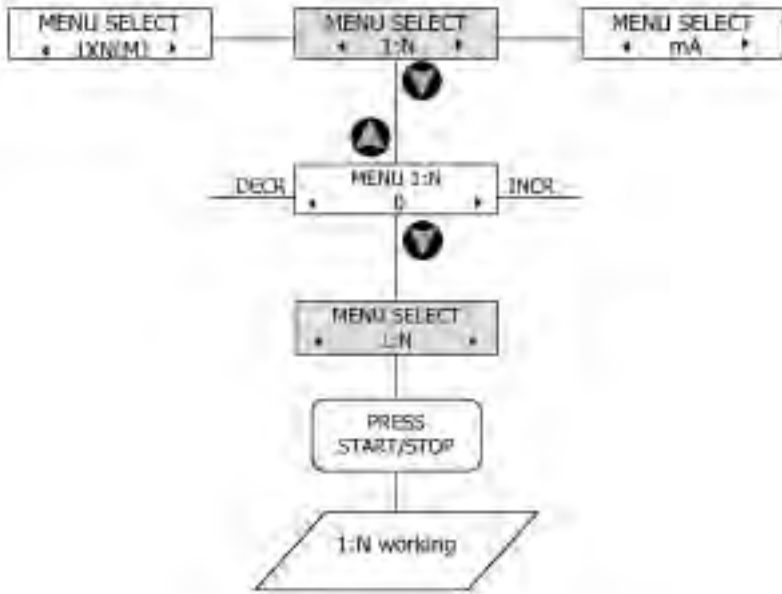 MENU SELECT
1XN(M)
MENU SELECT
1:N
MENU SELECT
mA
DECR
MENU 1:N
0
INCR
MENU SELECT
1:N
PRESS
START/STOP
1:N working